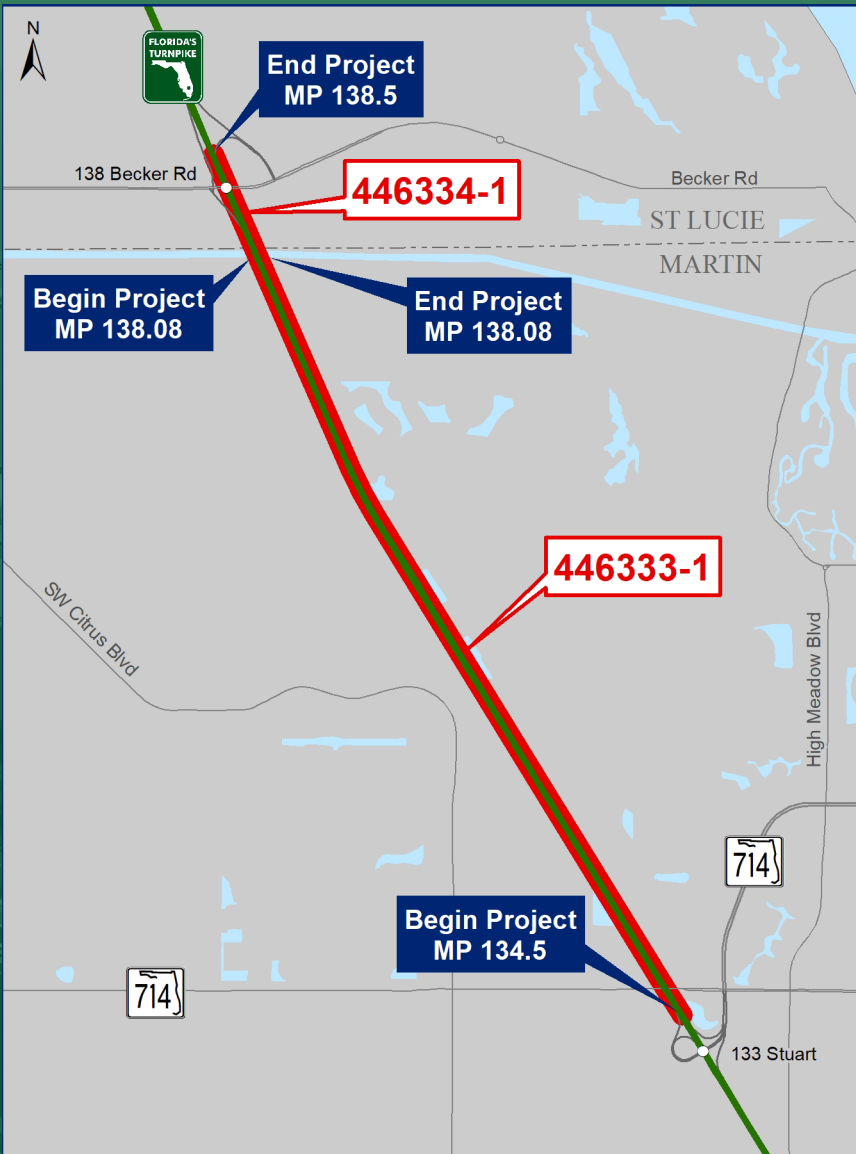 N
FLORIDA'S
TURNPIKE
End Project
MP 138.5
138 Becker Rd
446334-1
Becker Rd
ST LUCIE
MARTIN
Begin Project
MP 138.08
End Project
MP 138.08
446333-1
SW Citrus Blvd
High Meadow Blvd
714
Begin Project
MP 134.5
714
133 Stuart